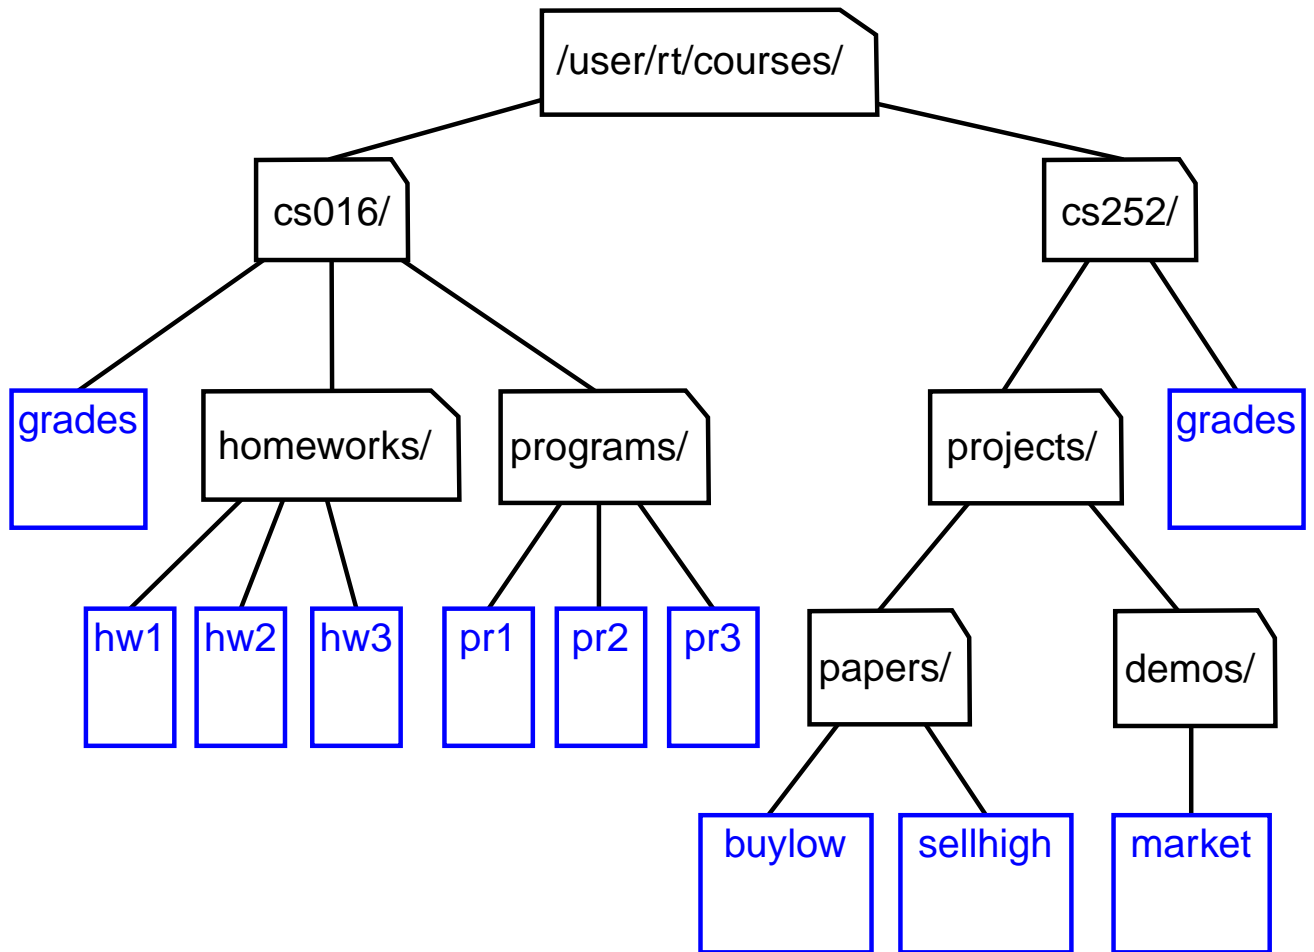 /user/rt/courses/
cs016/
cs252/
grades
homeworks/
programs/
projects/
grades
hw1
hw2
hw3
pr1
pr2
pr3
papers/
demos/
buylow
sellhigh
market